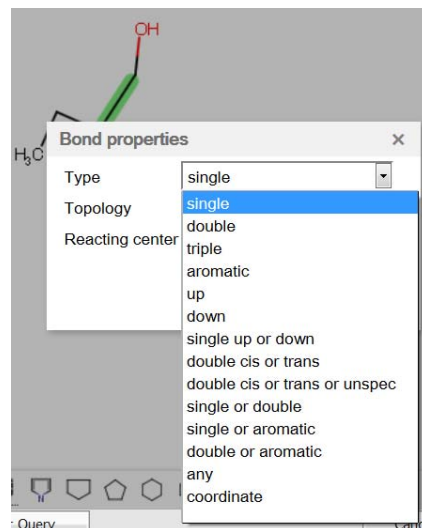 OH
H3C
Bond properties ×
Type single
Topology
Reacting center
single
double
triple
aromatic
up
down
single up or down
double cis or trans
double cis or trans or unspec
single or double
single or aromatic
double or aromatic
any
coordinate
N
Query